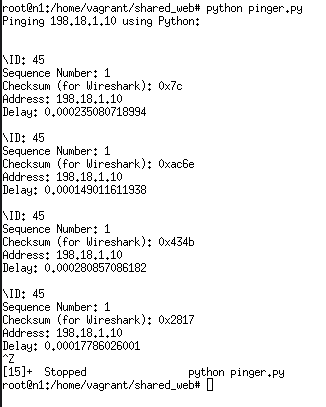 root@n1:/home/vagrant/shared_web# python pinger.py
Pinging 198.18.1.10 using Python:
\ID: 45
Sequence Number: 1
Checksum (for Wireshark): 0x7c
Address: 198.18.1.10
Delay: 0.000235080718994
\ID: 45
Sequence Number: 1
Checksum (for Wireshark): 0xac6e
Address: 198.18.1.10
Delay: 0.000149011611938
\ID: 45
Sequence Number: 1
Checksum (for Wireshark): 0x434b
Address: 198.18.1.10
Delay: 0.000280857086182
\ID: 45
Sequence Number: 1
Checksum (for Wireshark): 0x2817
Address: 198.18.1.10
Delay: 0.00017786026001
^Z
[15]+  Stopped                 python pinger.py
root@n1:/home/vagrant/shared_web#